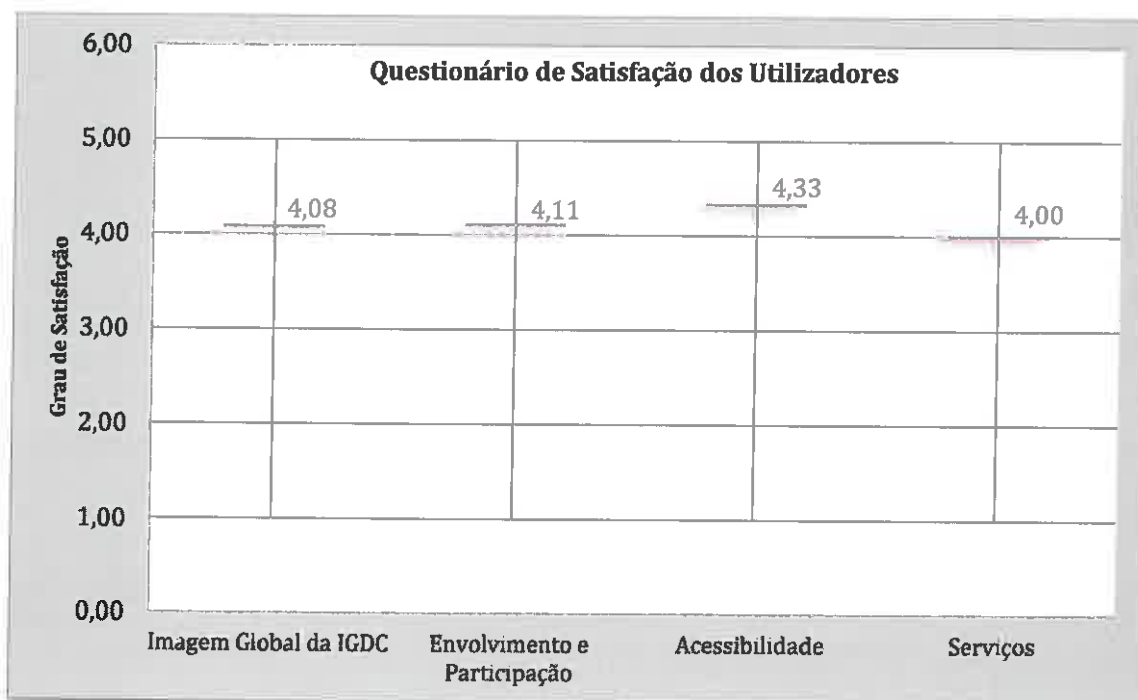 Questionário de Satisfação dos Utilizadores
Grau de Satisfação
6,00
5,00
4,00
3,00
2,00
1,00
0,00
4,08
4,11
4,33
4,00
Imagem Global da IGDC
Envolvimento e
Participação
Acessibilidade
Serviços